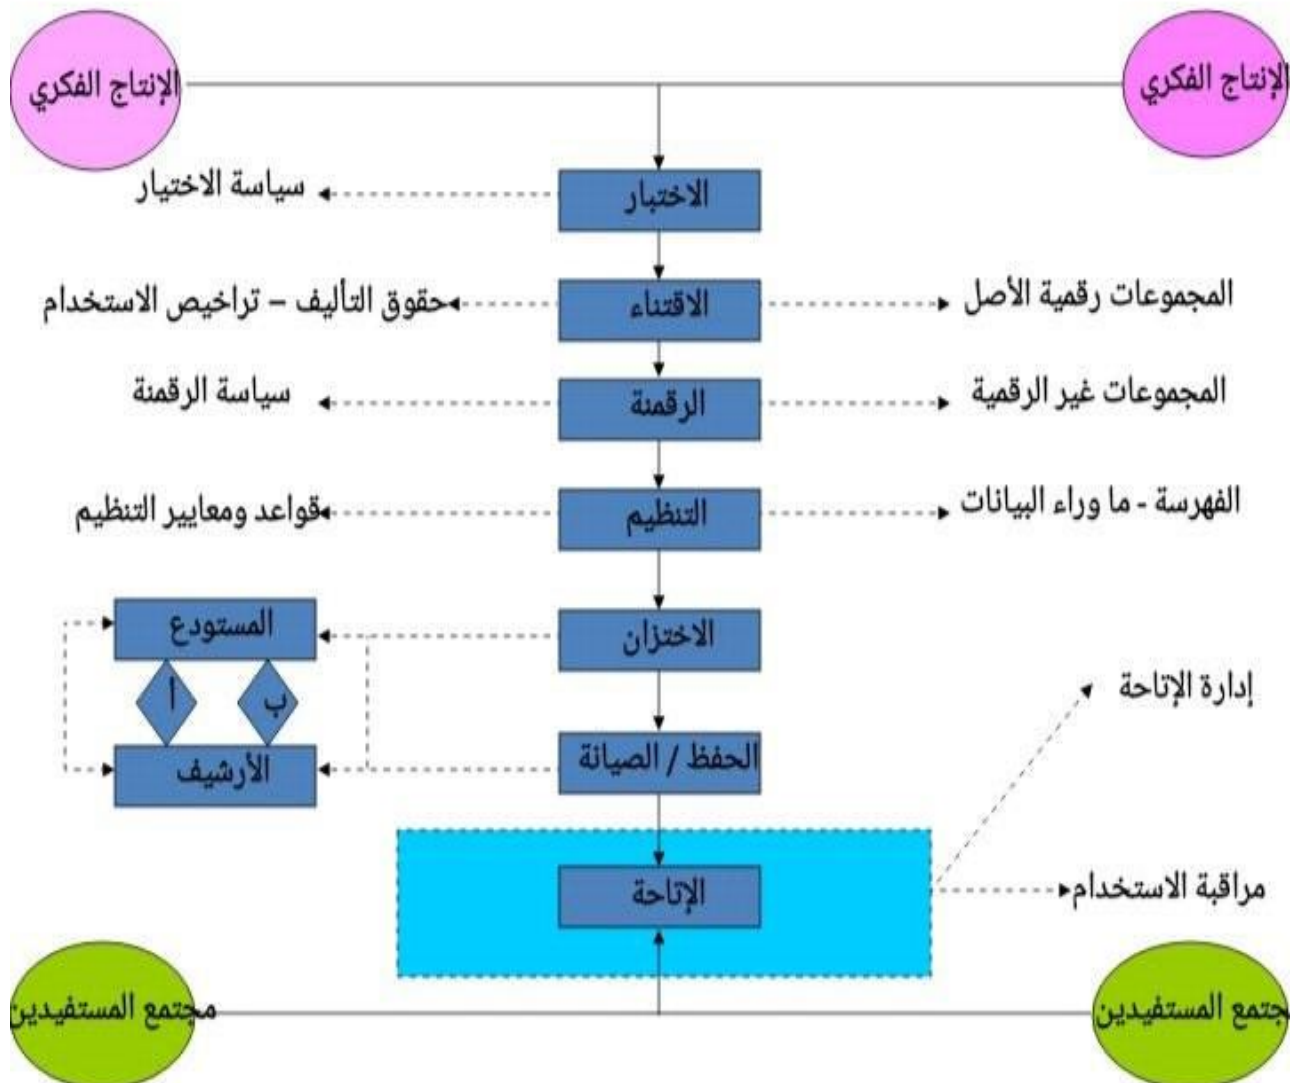 الإنتاج الفكري
الإنتاج الفكري
الاختبار
سياسة الاختيار
المجموعات رقمية الأصل
الاقتناء
حقوق التأليف – تراخيص الاستخدام
المجموعات غير الرقمية
الرقمنة
سياسة الرقمنة
الفهرسة - ما وراء البيانات
التنظيم
قواعد ومعايير التنظيم
الاختزان
المستودع
ب
أ
إدارة الإتاحة
الحفظ / الصيانة
الأرشيف
الإتاحة
مراقبة الاستخدام
جتمع المستفيدين
مجتمع المستفيدين